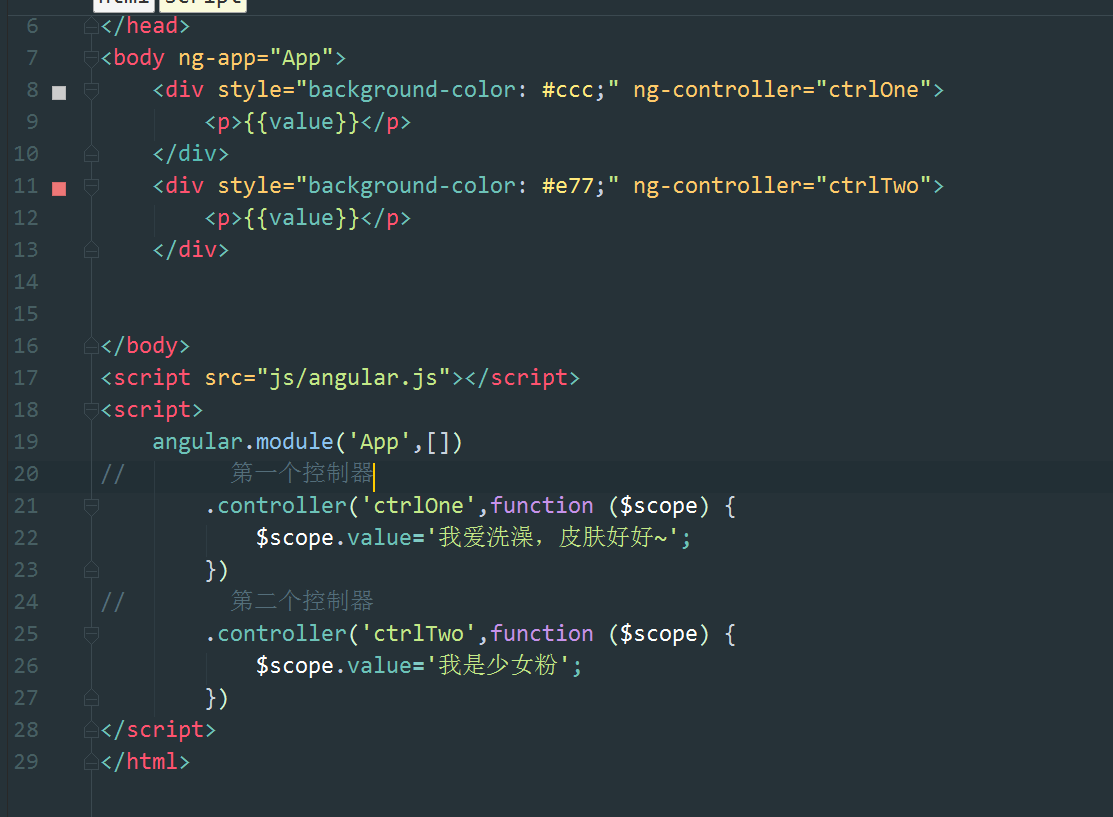 html script
6 </head>
7 <body ng-app="App">
8 <div style="background-color: #ccc;" ng-controller="ctrlOne">
9 <p>{{value}}</p>
10 </div>
11 <div style="background-color: #e77;" ng-controller="ctrlTwo">
12 <p>{{value}}</p>
13 </div>
14
15
16 </body>
17 <script src="js/angular.js"></script>
18 <script>
19 angular.module('App',[])
20 // 第一个控制器
21 .controller('ctrlOne',function ($scope) {
22 $scope.value='我爱洗澡，皮肤好好~';
23 })
24 // 第二个控制器
25 .controller('ctrlTwo',function ($scope) {
26 $scope.value='我是少女粉';
27 })
28 </script>
29 </html>